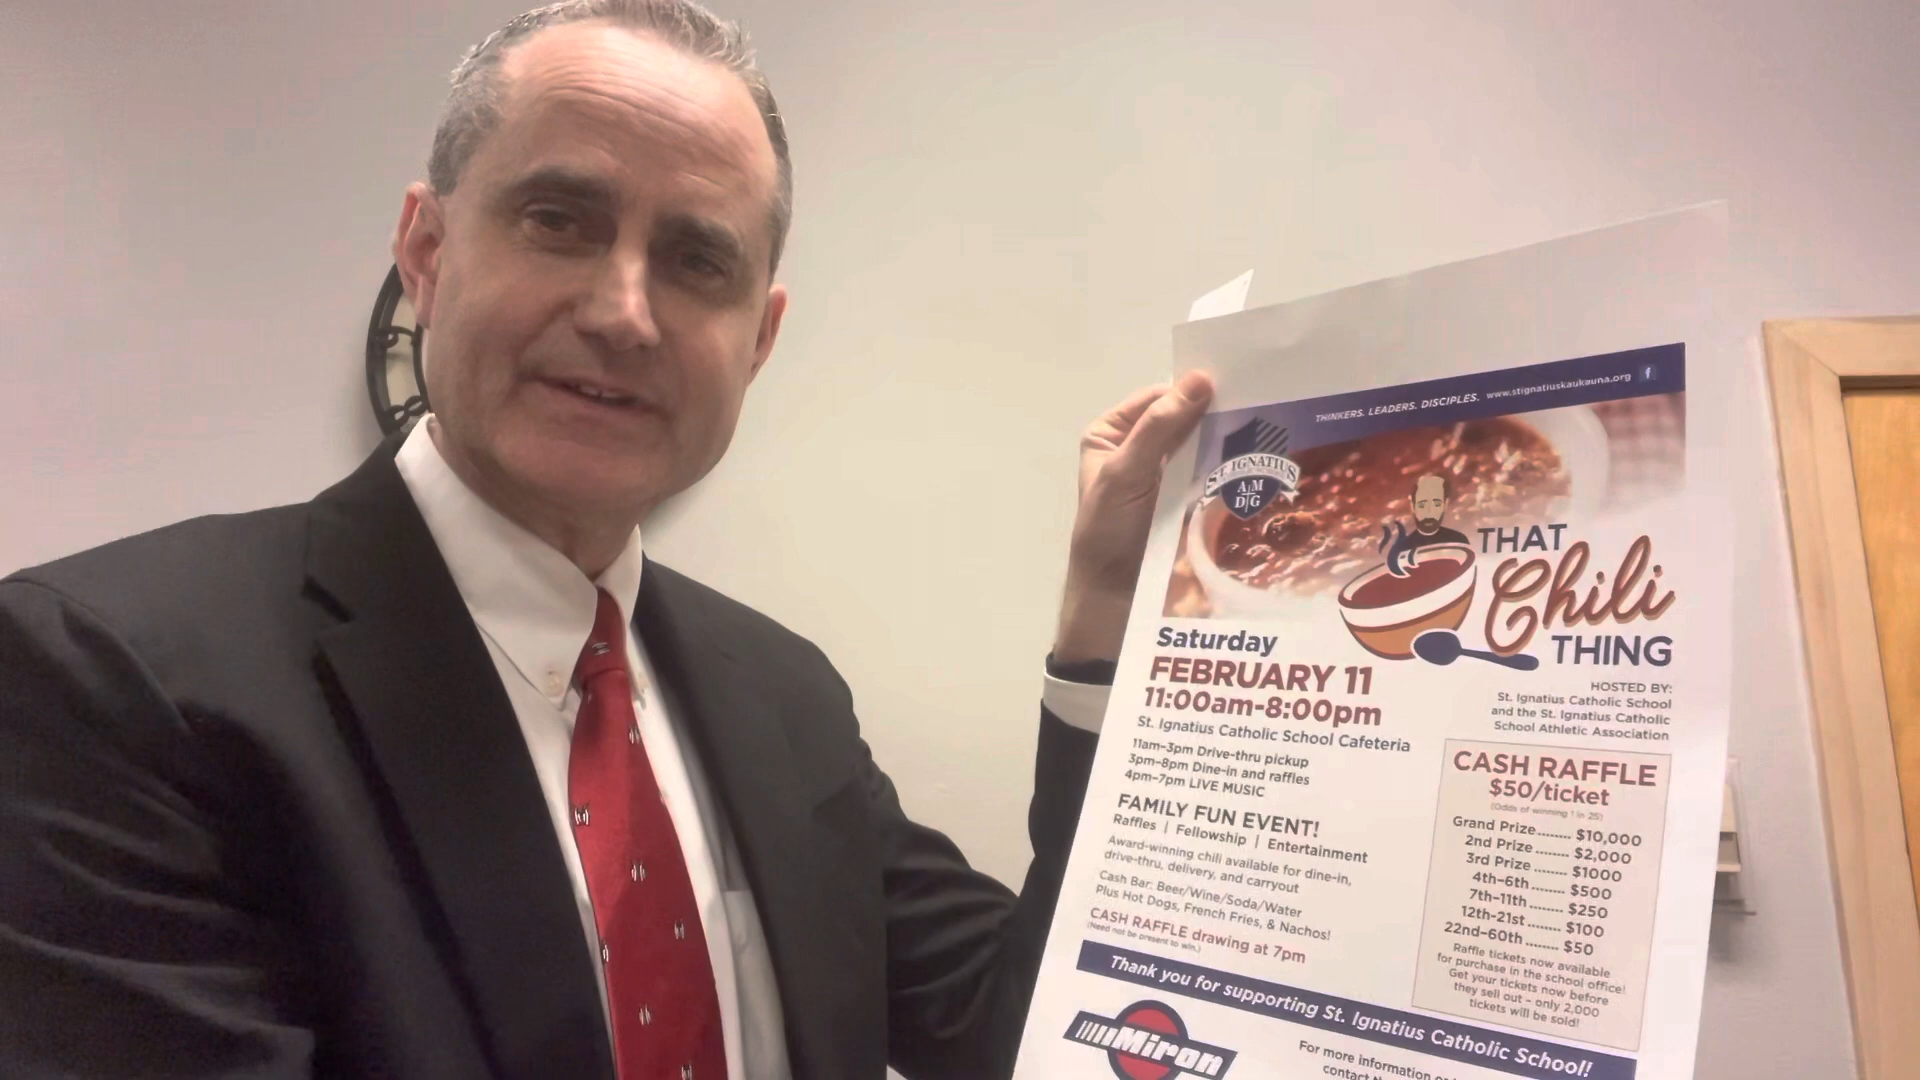 THINKERS. LEADERS. DISCIPLES. www.stignatiuskaukauna.org f
ST. IGNATIUS
A M
D G
THAT
Chili
THING
Saturday
FEBRUARY 11
11:00am-8:00pm
St. Ignatius Catholic School Cafeteria
11am-3pm Drive-thru pickup
3pm-8pm Dine-in and raffles
4pm-7pm LIVE MUSIC
FAMILY FUN EVENT!
Raffles | Fellowship | Entertainment
Award-winning chili available for dine-in,
drive-thru, delivery, and carryout
Cash Bar: Beer/Wine/Soda/Water
Plus Hot Dogs, French Fries, & Nachos!
CASH RAFFLE drawing at 7pm
(Need not be present to win.)
HOSTED BY:
St. Ignatius Catholic School
and the St. Ignatius Catholic
School Athletic Association
CASH RAFFLE
$50/ticket
(Odds of winning 1 in 25)
Grand Prize........ $10,000
2nd Prize ........ $2,000
3rd Prize ........ $1000
4th-6th........ $500
7th-11th........ $250
12th-21st ........ $100
22nd-60th........ $50
Raffle tickets now available
for purchase in the school office!
Get your tickets now before
they sell out - only 2,000
tickets will be sold!
Thank you for supporting St. Ignatius Catholic School!
Miron
For more information
contact